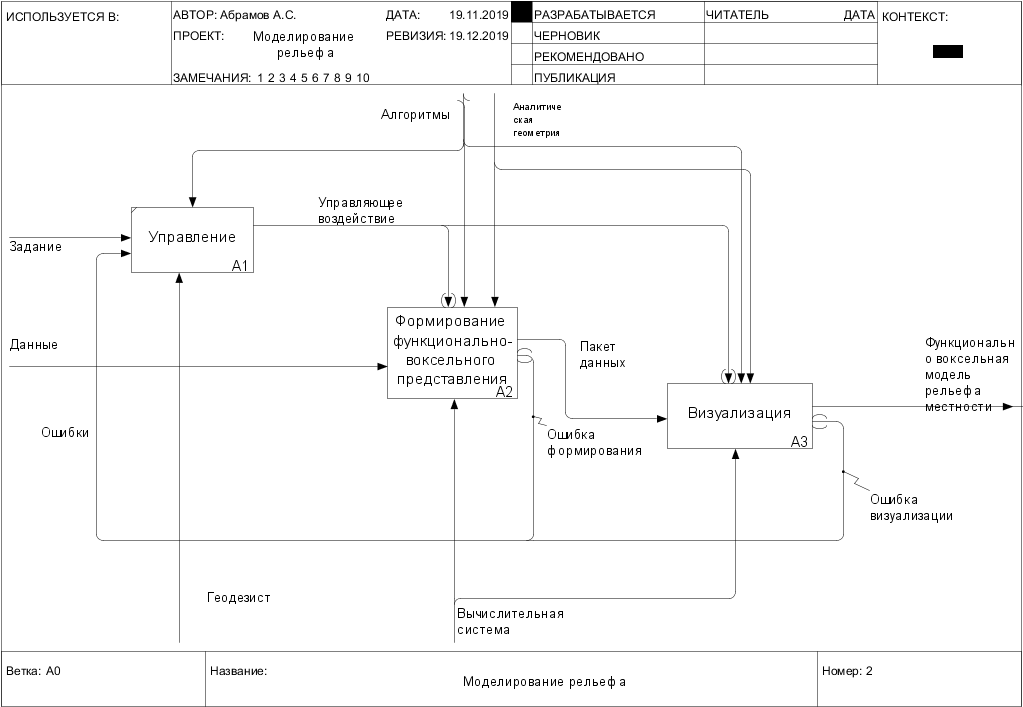 ИСПОЛЬЗУЕТСЯ В:
АВТОР: Абрамов А.С.
ДАТА: 19.11.2019
РАЗРАБАТЫВАЕТСЯ
ЧИТАТЕЛЬ
ДАТА
КОНТЕКСТ:
ПРОЕКТ: Моделирование
рельефа
РЕВИЗИЯ: 19.12.2019
ЧЕРНОВИК
РЕКОМЕНДОВАНО
ЗАМЕЧАНИЯ: 1 2 3 4 5 6 7 8 9 10
ПУБЛИКАЦИЯ
Алгоритмы
Аналитиче
ская
геометрия
Управляющее
воздействие
Управление
A1
Задание
Данные
Формирование
функционально-
воксельного
представления
A2
Пакет
данных
Функциональн
о воксельная
модель
рельефа
местности
Визуализация
A3
Ошибки
Ошибка
формирования
Ошибка
визуализации
Геодезист
Вычислительная
система
Ветка: A0
Название:
Моделирование рельефа
Номер: 2